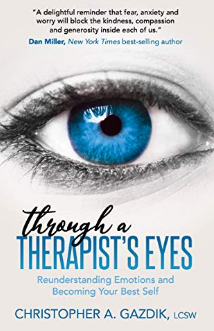 “A delightful reminder that fear, anxiety and
worry will block the kindness, compassion
and generosity inside each of us.”
Dan Miller, New York Times best-selling author
through a
THERAPIST'S EYES
Reunderstanding Emotions and
Becoming Your Best Self
CHRISTOPHER A. GAZDIK, LCSW